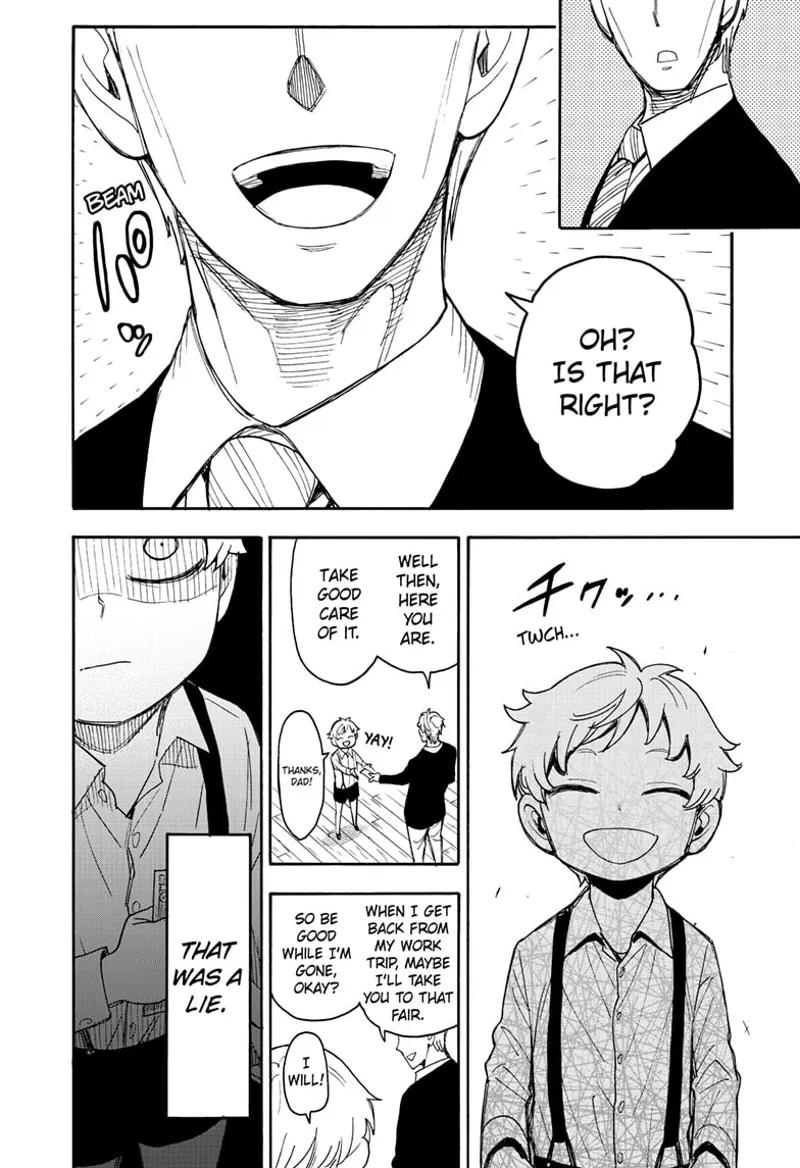 OH?
IS THAT
RIGHT?
BEAM
パァ
チクッ...
TWCH...
WELL
THEN,
HERE
YOU
ARE.
TAKE
GOOD
CARE
OF IT.
YAY!
THANKS,
DAD!
WHEN I GET
BACK FROM
MY WORK
TRIP, MAYBE
I'LL TAKE
YOU TO THAT
FAIR.
SO BE
GOOD
WHILE I'M
GONE,
OKAY?
I
WILL!
THAT
WAS A
LIE.